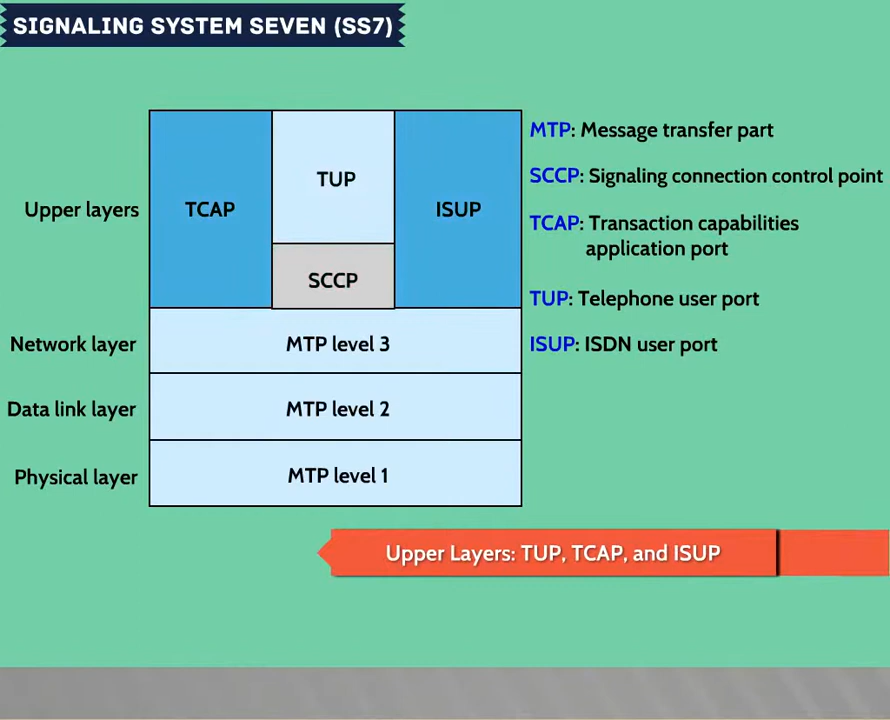 SIGNALING SYSTEM SEVEN (SS7)
Upper layers
TCAP
TUP
SCCP
ISUP
Network layer
MTP level 3
Data link layer
MTP level 2
Physical layer
MTP level 1
MTP: Message transfer part
SCCP: Signaling connection control point
TCAP: Transaction capabilities
application port
TUP: Telephone user port
ISUP: ISDN user port
Upper Layers: TUP, TCAP, and ISUP